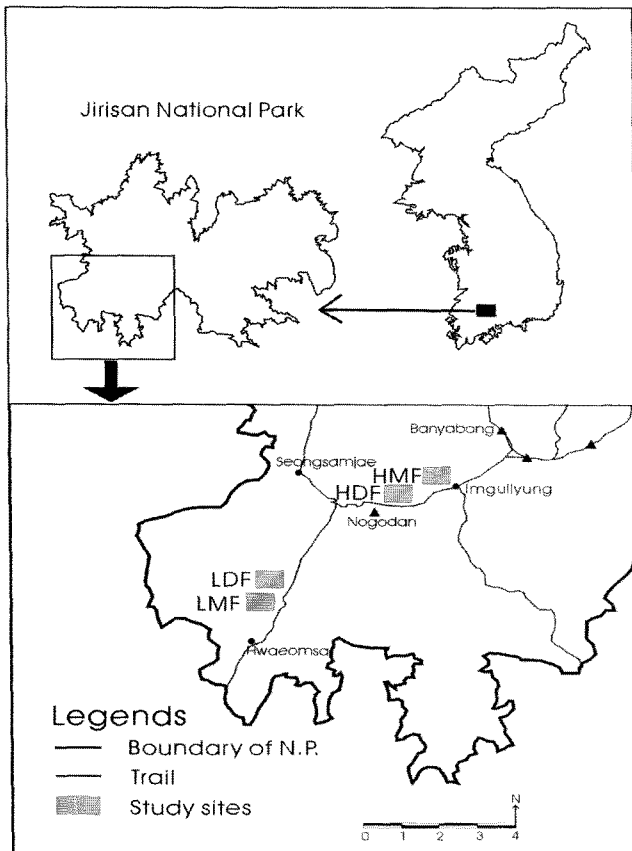 Jirisan National Park
Banyabang
Seongsamjae
HMF
HDF
Imgullyung
Nogodan
LDF
LMF
Hwaeomsa
Legends
Boundary of N.P.
Trail
Study sites
N
0 1 2 3 4